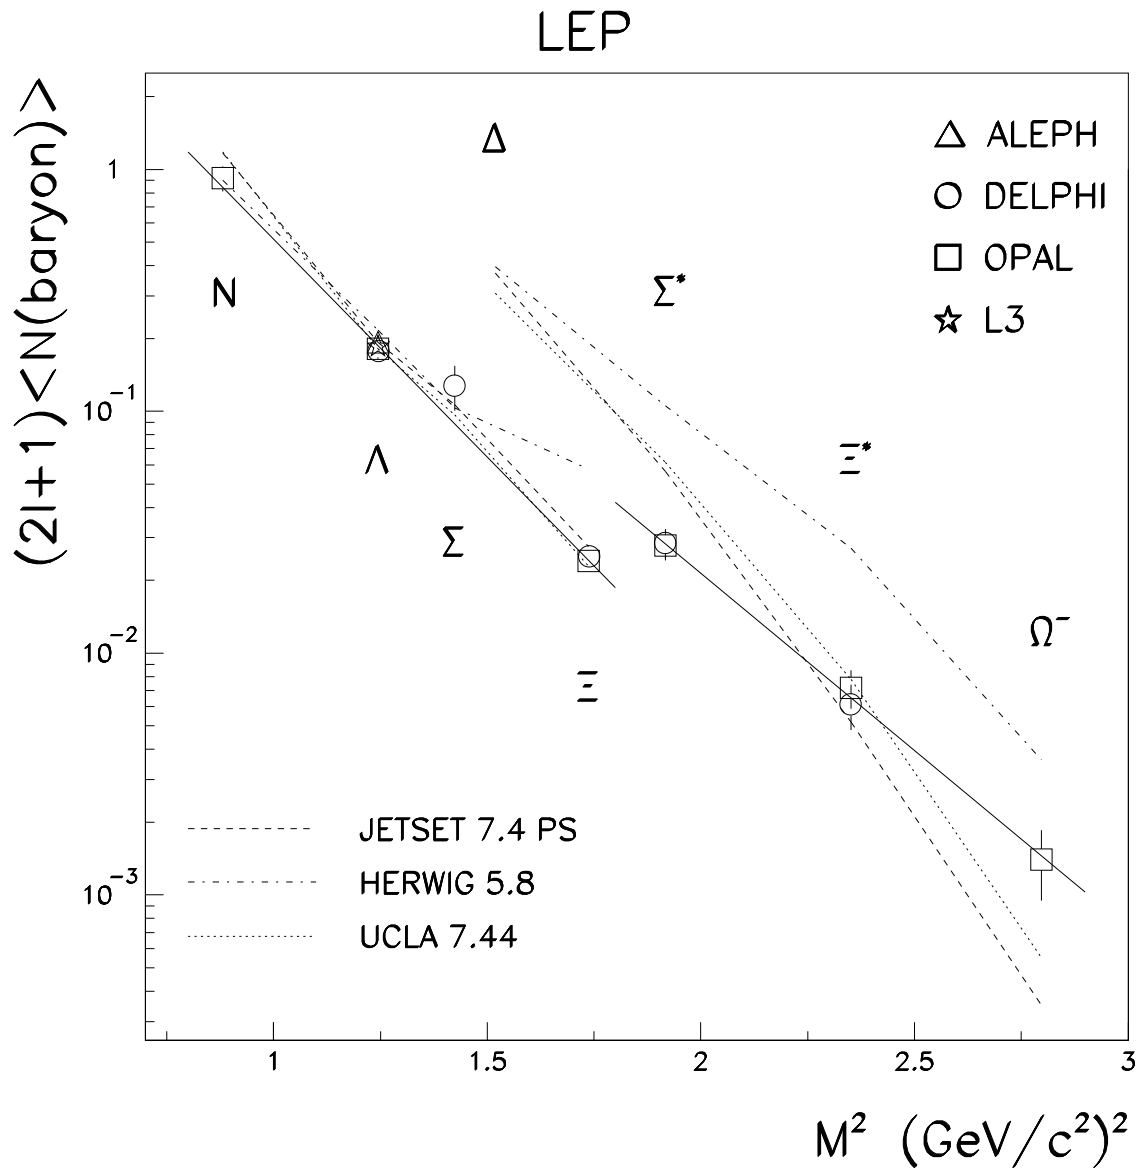 LEP
(2I+1)<N(baryon)>
Δ
△ ALEPH
○ DELPHI
□ OPAL
☆ L3
N
Σ*
Λ
Ξ*
Σ
Ω⁻
Ξ
JETSET 7.4 PS
HERWIG 5.8
UCLA 7.44
1
10⁻¹
10⁻²
10⁻³
1 1.5 2 2.5 3
M² (GeV/c²)²